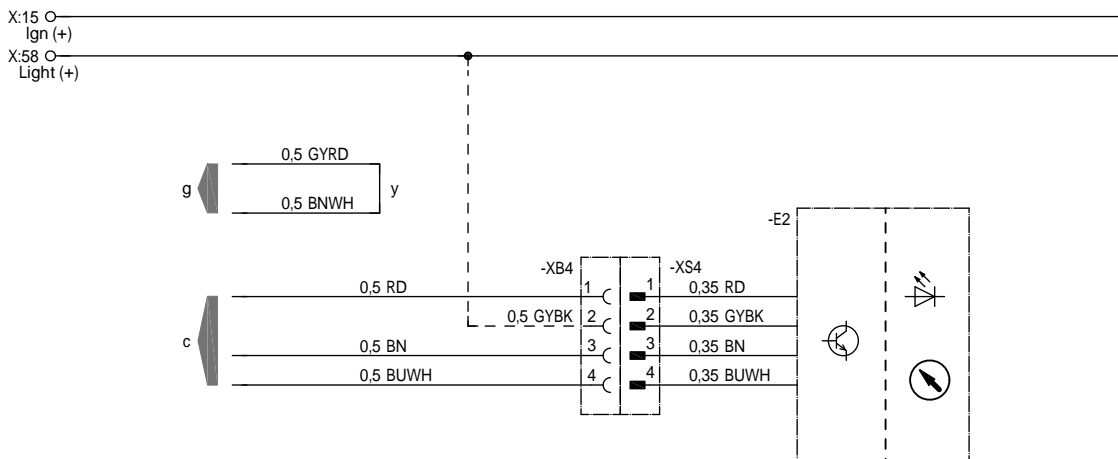 X:15
Ign (+)
X:58
Light (+)
0,5 GYRD
g
y
0,5 BNWH
-E2
-XB4
-XS4
0,5 RD
1
1
0,35 RD
0,5 GYBK
2
2
0,35 GYBK
c
0,5 BN
3
3
0,35 BN
0,5 BUWH
4
4
0,35 BUWH